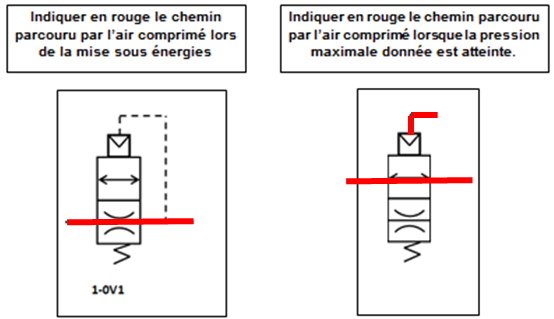 Indiquer en rouge le chemin
parcouru par l'air comprimé lors
de la mise sous énergies
Indiquer en rouge le chemin parcouru
par l'air comprimé lorsque la pression
maximale donnée est atteinte.
1-0V1